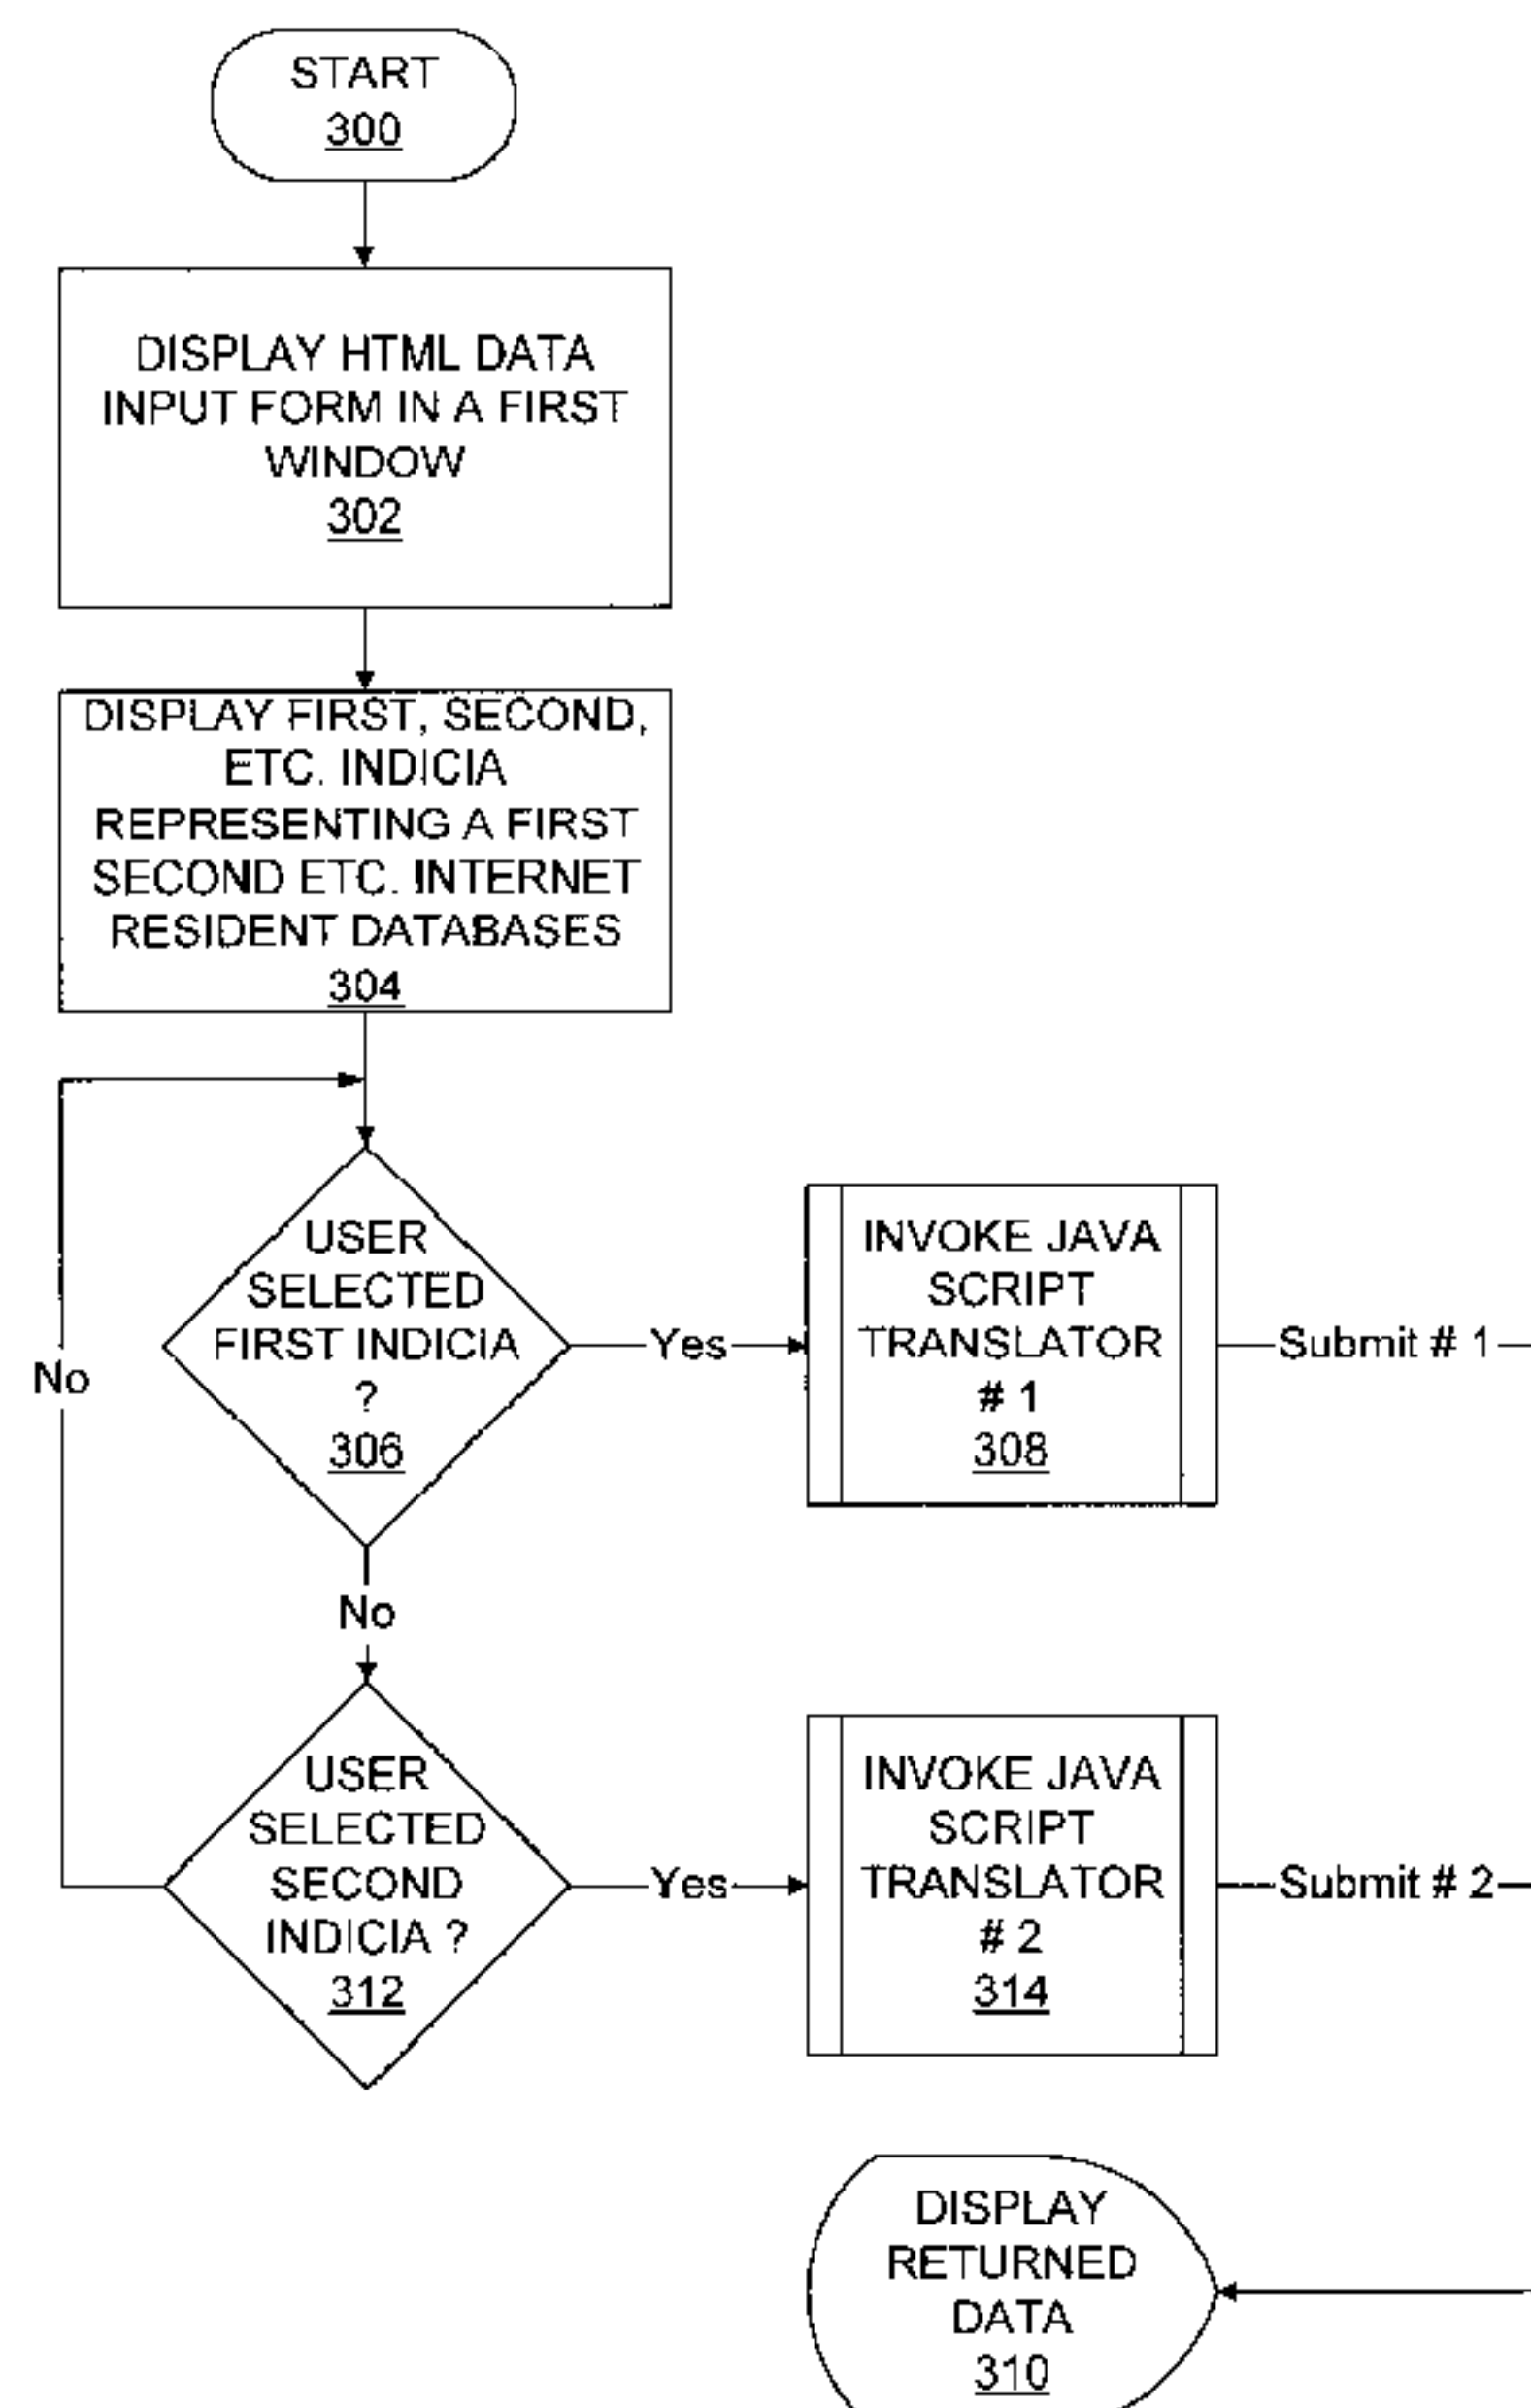 START
300
DISPLAY HTML DATA
INPUT FORM IN A FIRST
WINDOW
302
DISPLAY FIRST, SECOND,
ETC. INDICIA
REPRESENTING A FIRST
SECOND ETC. INTERNET
RESIDENT DATABASES
304
USER
SELECTED
FIRST INDICIA
?
306
Yes
INVOKE JAVA
SCRIPT
TRANSLATOR
# 1
308
Submit # 1
No
No
USER
SELECTED
SECOND
INDICIA ?
312
Yes
INVOKE JAVA
SCRIPT
TRANSLATOR
# 2
314
Submit # 2
DISPLAY
RETURNED
DATA
310